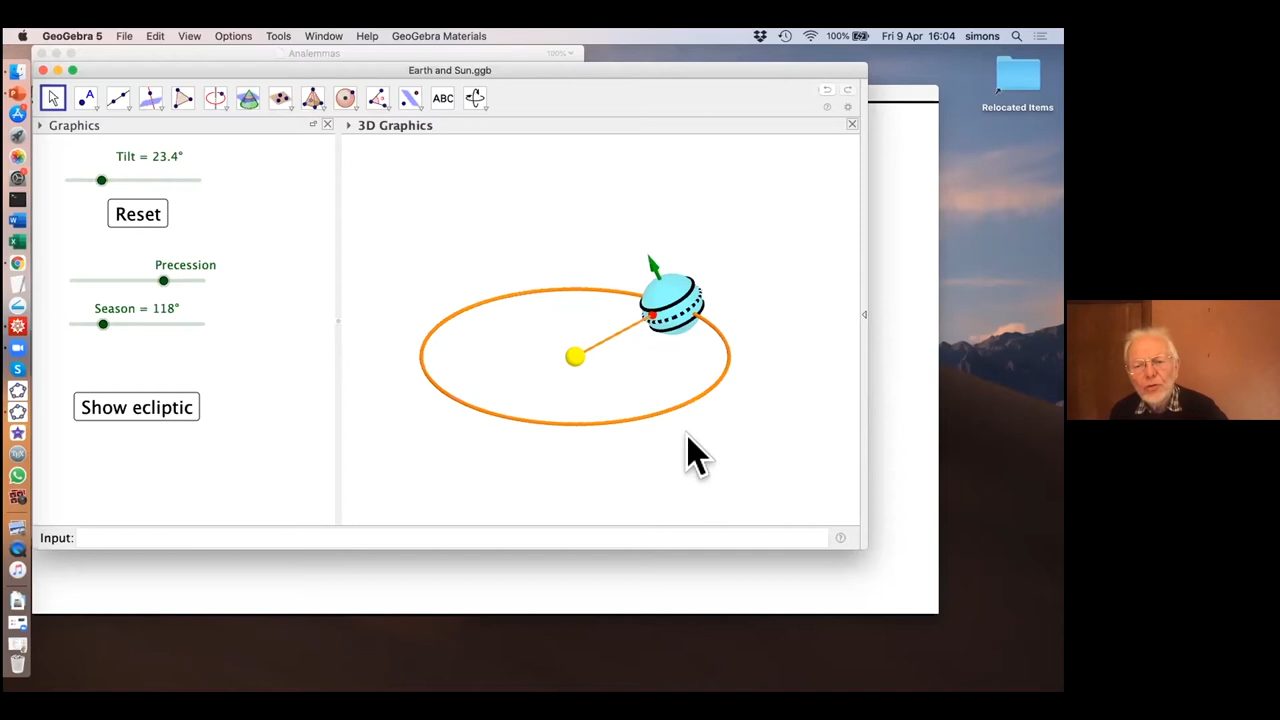 GeoGebra 5 File Edit View Options Tools Window Help GeoGebra Materials 100% Fri 9 Apr 16:04 simons
Analemmas 100%
Earth and Sun.ggb
ABC
Relocated Items
Graphics
3D Graphics
Tilt = 23.4°
Reset
Precession
Season = 118°
Show ecliptic
Input: